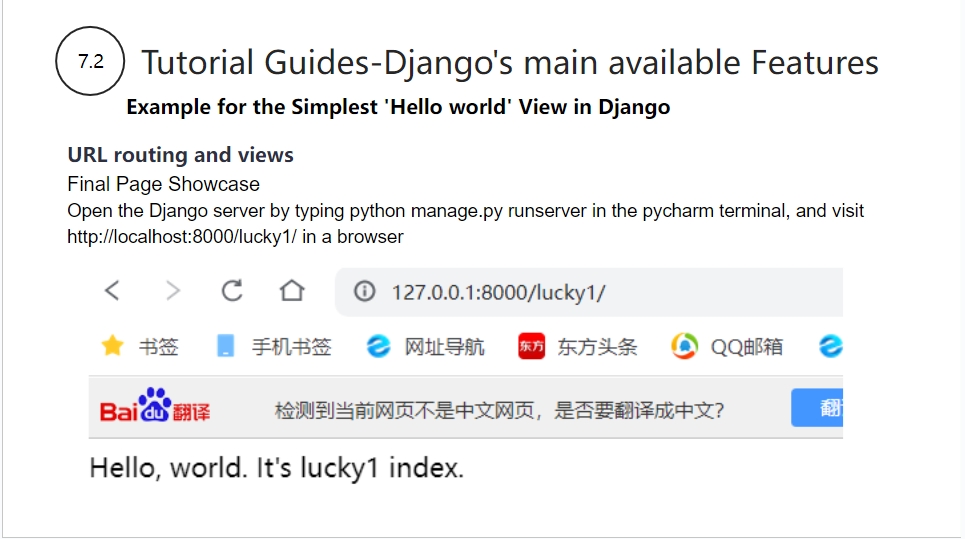 7.2 Tutorial Guides-Django's main available Features
Example for the Simplest 'Hello world' View in Django
URL routing and views
Final Page Showcase
Open the Django server by typing python manage.py runserver in the pycharm terminal, and visit
http://localhost:8000/lucky1/ in a browser
127.0.0.1:8000/lucky1/
书签 手机书签 网址导航 东方 东方头条 QQ邮箱
Bai du 翻译 检测到当前网页不是中文网页，是否要翻译成中文? 翻
Hello, world. It's lucky1 index.